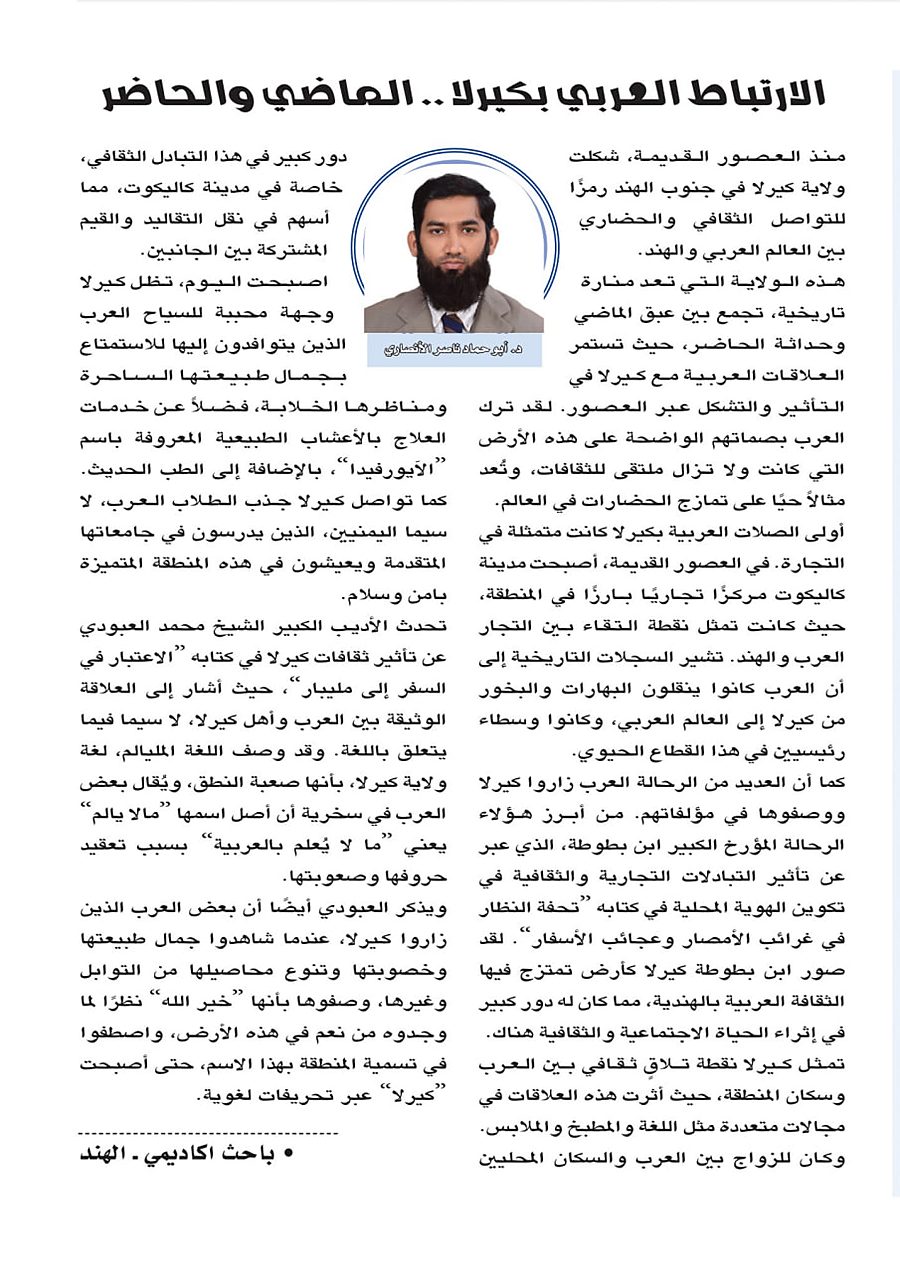 الارتباط العربي بكيرلا .. الماضي والحاضر
منذ العصور القديمة، شكلت
ولاية كيرلا في جنوب الهند رمزًا
للتواصل الثقافي والحضاري
بين العالم العربي والهند.
هذه الولاية التي تعد منارة
تاريخية، تجمع بين عبق الماضي
وحداثة الحاضر، حيث تستمر
العلاقات العربية مع كيرلا في
التأثير والتشكل عبر العصور. لقد ترك
العرب بصماتهم الواضحة على هذه الأرض
التي كانت ولا تزال ملتقى للثقافات، وتُعد
مثالاً حيًا على تمازج الحضارات في العالم.
أولى الصلات العربية بكيرلا كانت متمثلة في
التجارة. في العصور القديمة، أصبحت مدينة
كاليكوت مركزًا تجاريًا بارزًا في المنطقة،
حيث كانت تمثل نقطة التقاء بين التجار
العرب والهند. تشير السجلات التاريخية إلى
أن العرب كانوا ينقلون البهارات والبخور
من كيرلا إلى العالم العربي، وكانوا وسطاء
رئيسيين في هذا القطاع الحيوي.
كما أن العديد من الرحالة العرب زاروا كيرلا
ووصفوها في مؤلفاتهم. من أبرز هؤلاء
الرحالة المؤرخ الكبير ابن بطوطة، الذي عبر
عن تأثير التبادلات التجارية والثقافية في
تكوين الهوية المحلية في كتابه “تحفة النظار
في غرائب الأمصار وعجائب الأسفار“. لقد
صور ابن بطوطة كيرلا كأرض تمتزج فيها
الثقافة العربية بالهندية، مما كان له دور كبير
في إثراء الحياة الاجتماعية والثقافية هناك.
تمثل كيرلا نقطة تلاقٍ ثقافي بين العرب
وسكان المنطقة، حيث أثرت هذه العلاقات في
مجالات متعددة مثل اللغة والمطبخ والملابس.
وكان للزواج بين العرب والسكان المحليين
د. أبو حماد ناصر الأنصاري
دور كبير في هذا التبادل الثقافي،
خاصة في مدينة كاليكوت، مما
أسهم في نقل التقاليد والقيم
المشتركة بين الجانبين.
اصبحت اليوم، تظل كيرلا
وجهة محببة للسياح العرب
الذين يتوافدون إليها للاستمتاع
بجمال طبيعتها الساحرة
ومناظرها الخلابة، فضلاً عن خدمات
العلاج بالأعشاب الطبيعية المعروفة باسم
“الآيورفيدا“، بالإضافة إلى الطب الحديث.
كما تواصل كيرلا جذب الطلاب العرب، لا
سيما اليمنيين، الذين يدرسون في جامعاتها
المتقدمة ويعيشون في هذه المنطقة المتميزة
بامن وسلام.
تحدث الأديب الكبير الشيخ محمد العبودي
عن تأثير ثقافات كيرلا في كتابه “الاعتبار في
السفر إلى مليبار“، حيث أشار إلى العلاقة
الوثيقة بين العرب وأهل كيرلا، لا سيما فيما
يتعلق باللغة. وقد وصف اللغة المليالم، لغة
ولاية كيرلا، بأنها صعبة النطق، ويُقال بعض
العرب في سخرية أن أصل اسمها “مالا يالم“
يعني “ما لا يُعلم بالعربية“ بسبب تعقيد
حروفها وصعوبتها.
ويذكر العبودي أيضًا أن بعض العرب الذين
زاروا كيرلا، عندما شاهدوا جمال طبيعتها
وخصوبتها وتنوع محاصيلها من التوابل
وغيرها، وصفوها بأنها “خير الله“ نظرًا لما
وجدوه من نعم في هذه الأرض، واصطفوا
في تسمية المنطقة بهذا الاسم، حتى أصبحت
“كيرلا“ عبر تحريفات لغوية.
• باحث اكاديمي - الهند